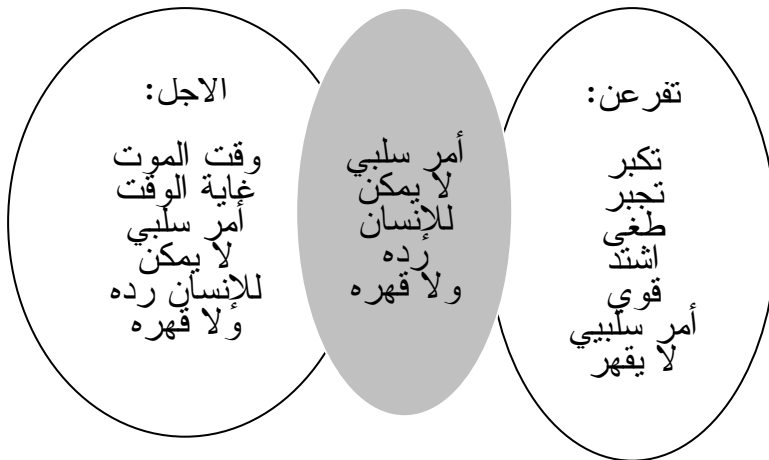 تفرعن:
تكبر
تجبر
طغى
اشتد
قوي
أمر سلبيي
لا يقهر
أمر سلبي
لا يمكن
للإنسان
رده
ولا قهره
الاجل:
وقت الموت
غاية الوقت
أمر سلبي
لا يمكن
للإنسان رده
ولا قهره